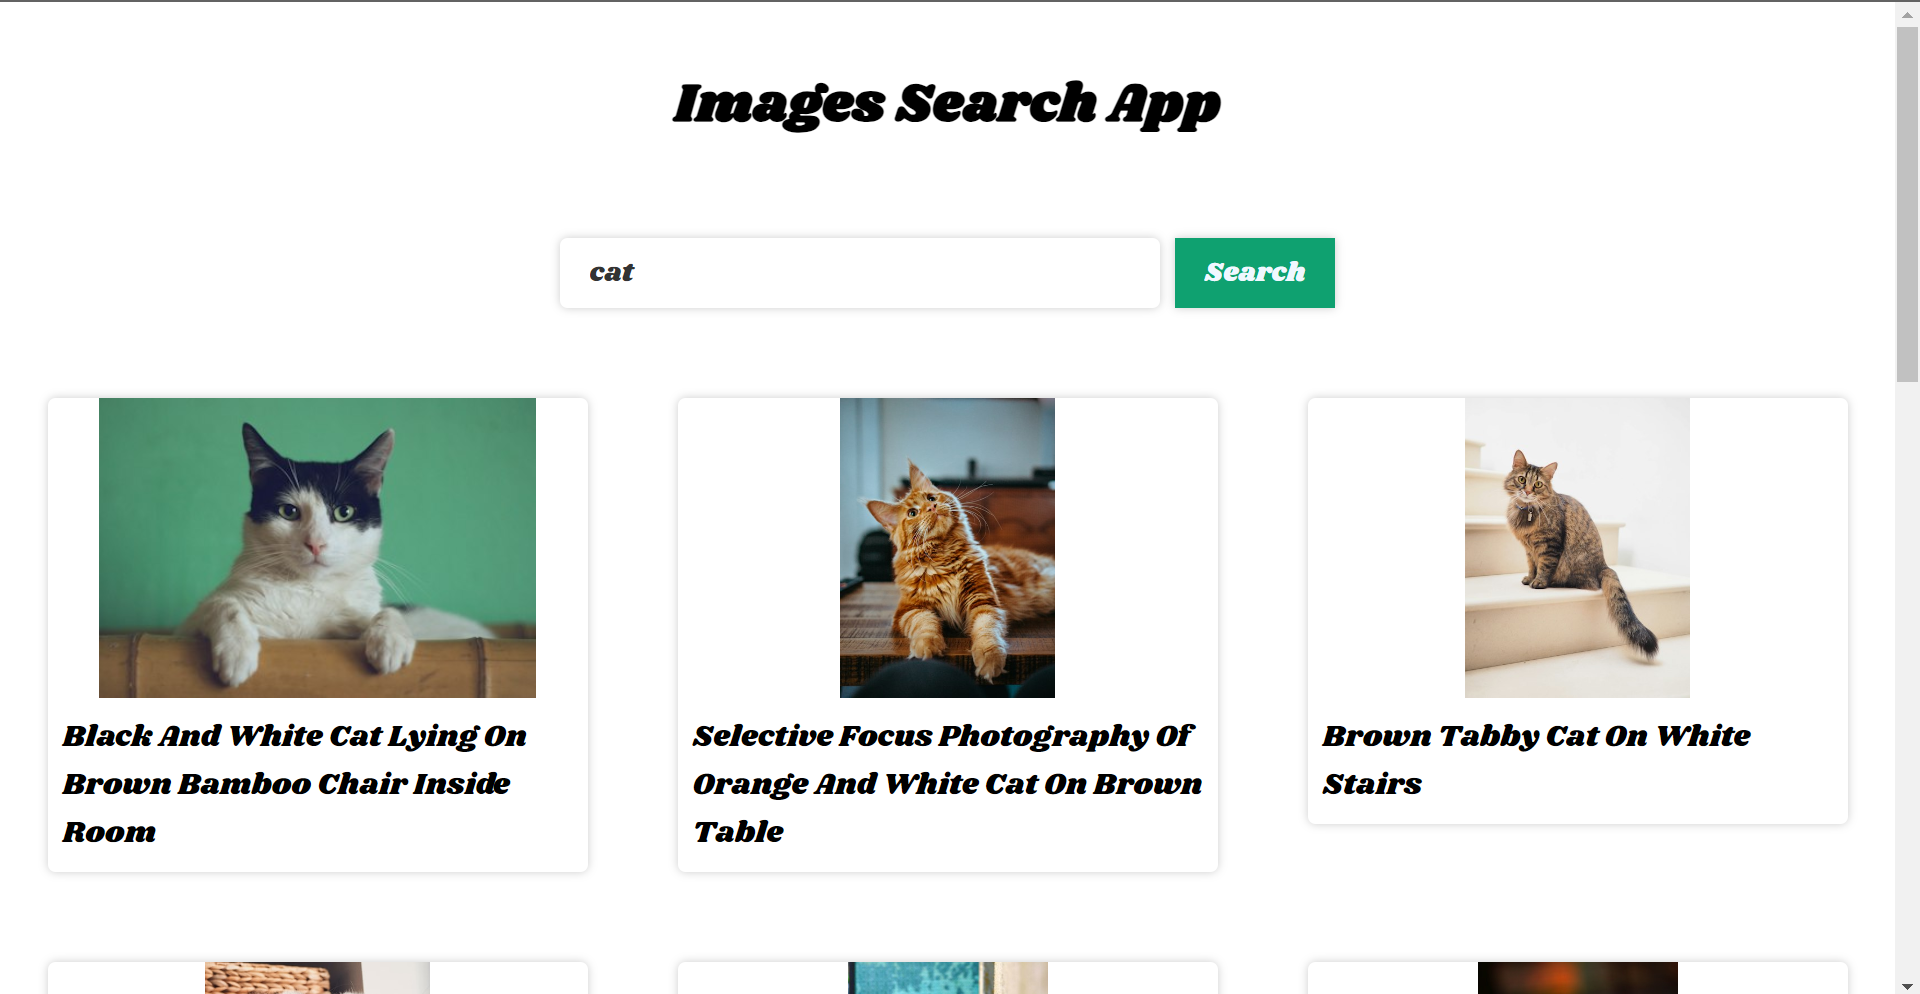 Images Search App
cat
Search
Black And White Cat Lying On
Brown Bamboo Chair Inside
Room
Selective Focus Photography Of
Orange And White Cat On Brown
Table
Brown Tabby Cat On White
Stairs